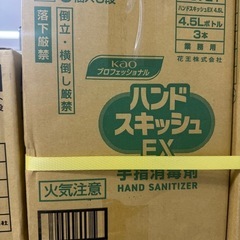 落下厳禁
倒立・横倒し厳禁
kao
プロフェッショナル
ハンド
スキッシュ
EX
手指消毒剤
HAND SANITIZER
火気注意
ハンドスキッシュEX 4.5L
4.5Lボトル
3本
業務用
花王株式会社